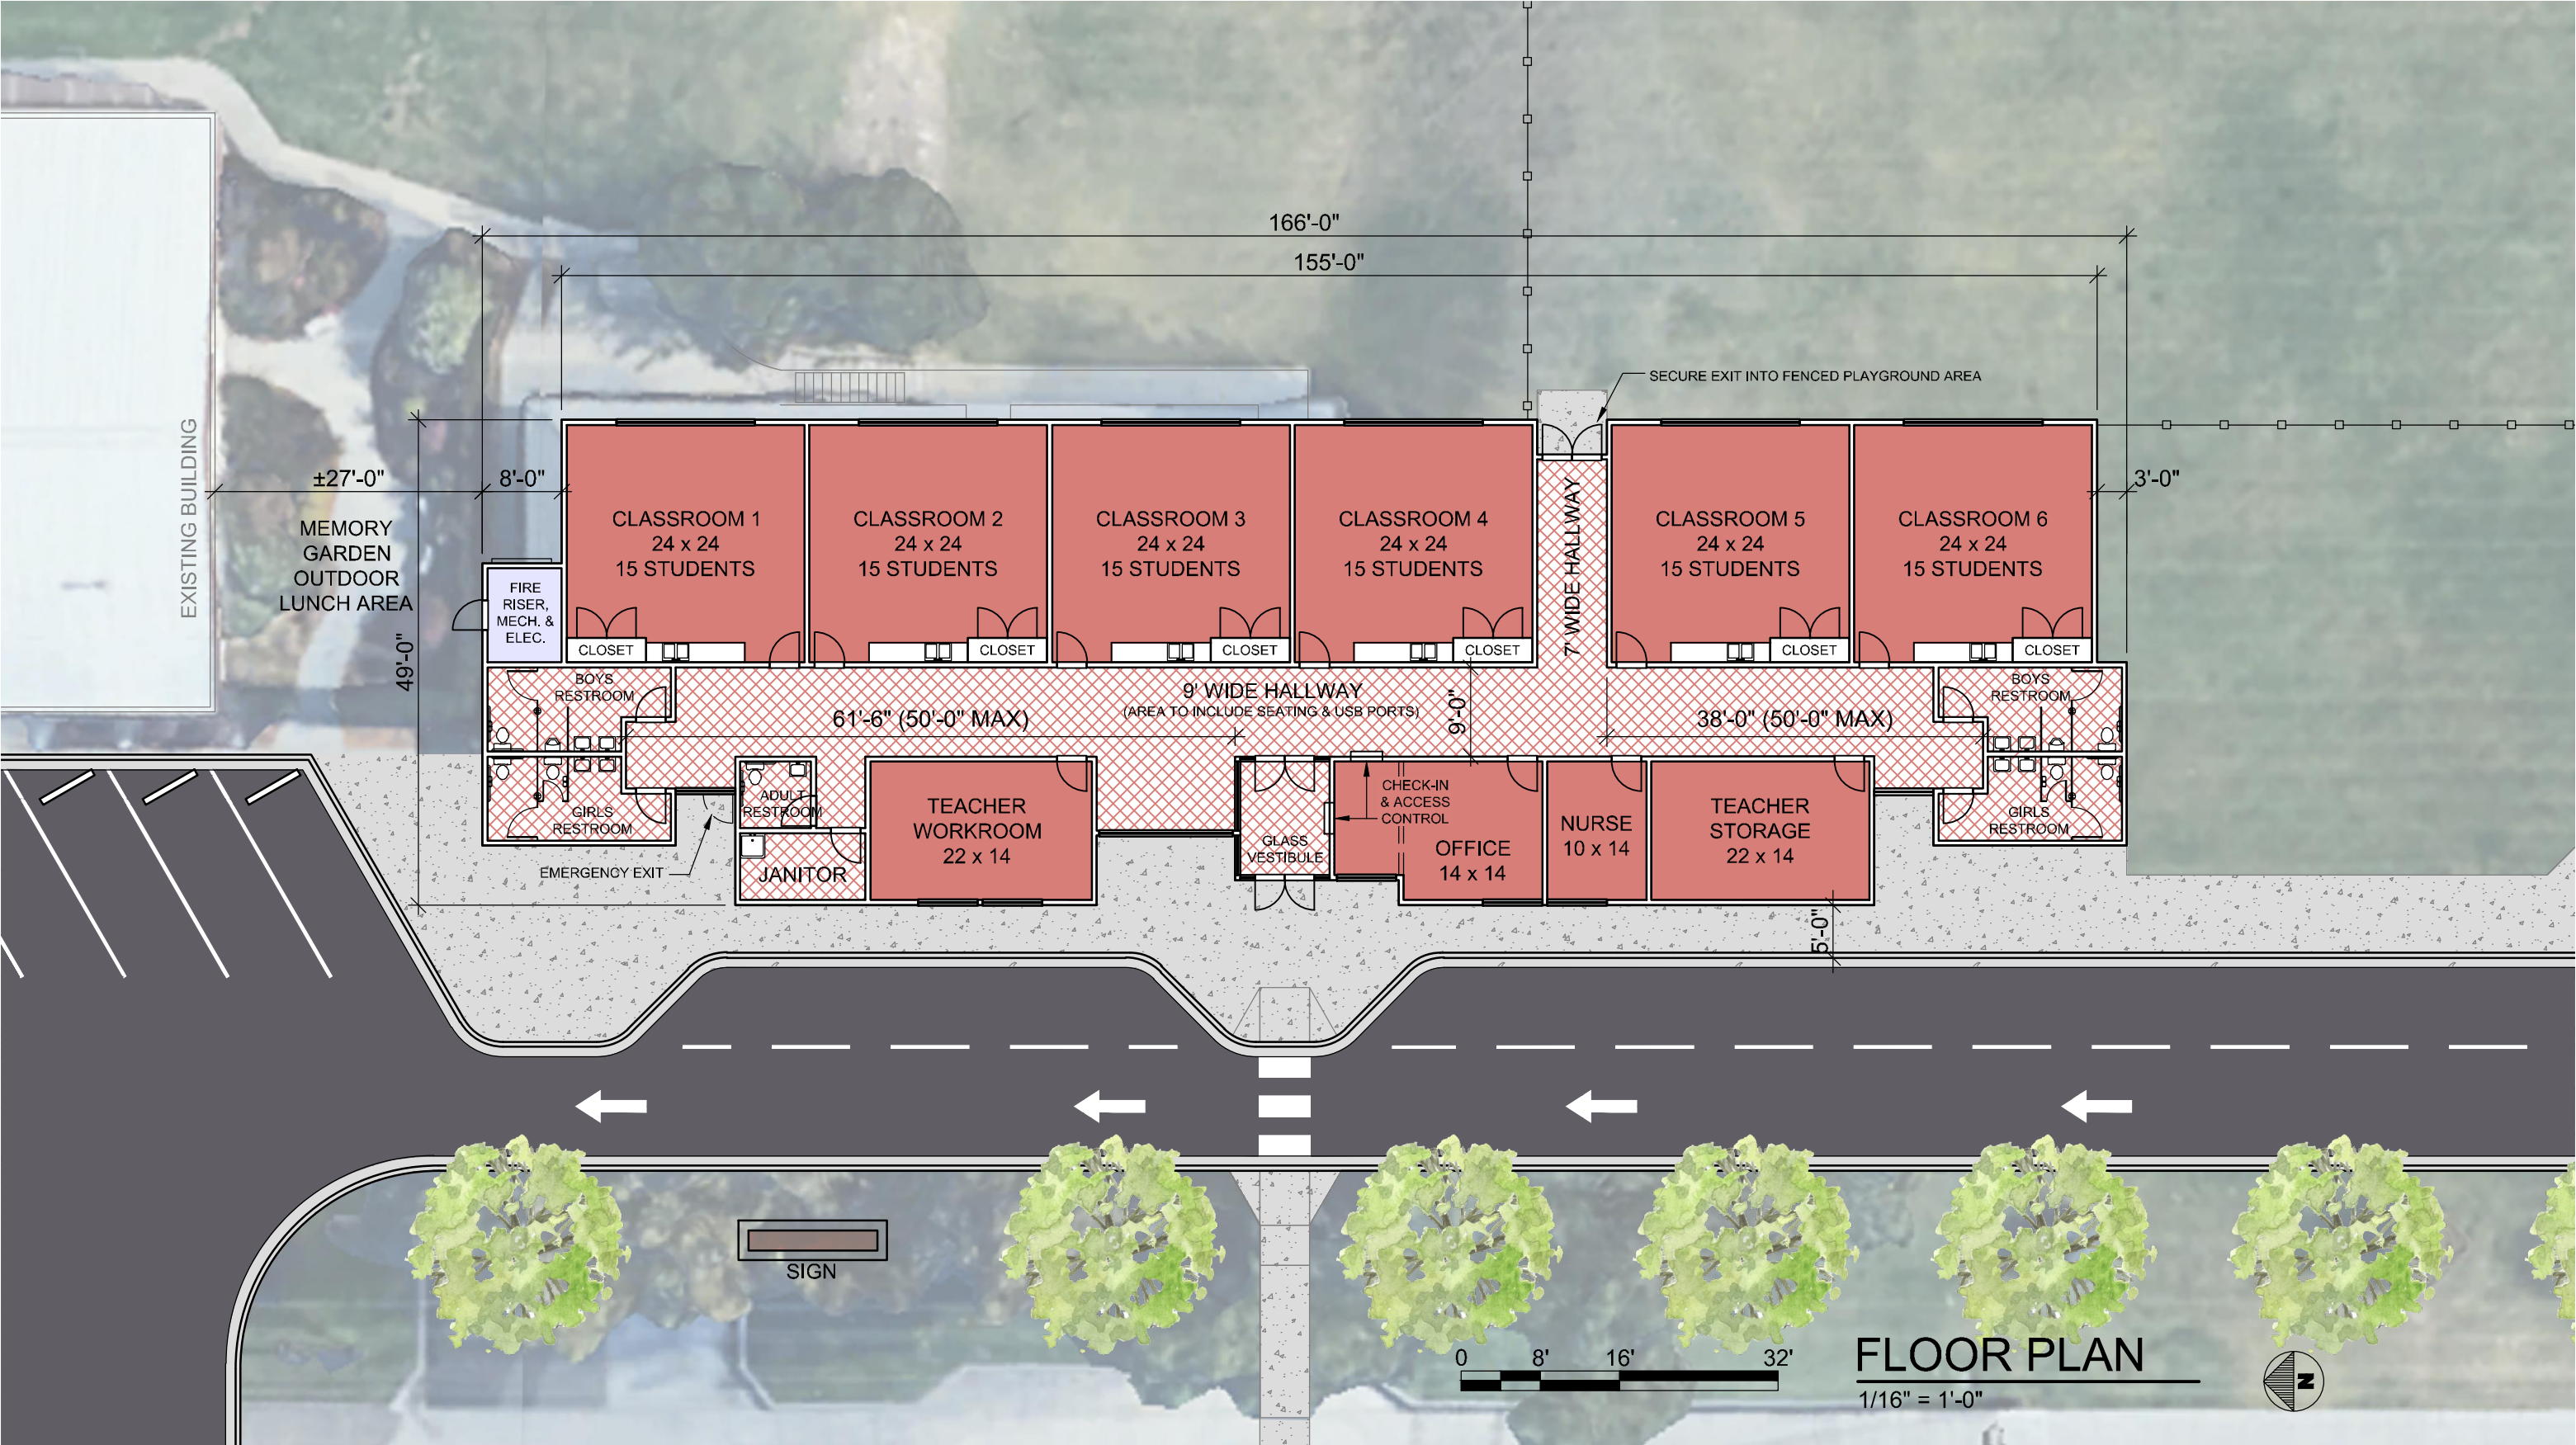 166'-0"
155'-0"
SECURE EXIT INTO FENCED PLAYGROUND AREA
EXISTING BUILDING
±27'-0"
8'-0"
3'-0"
MEMORY
GARDEN
OUTDOOR
LUNCH AREA
49'-0"
FIRE
RISER,
MECH. &
ELEC.
CLASSROOM 1
24 x 24
15 STUDENTS
CLOSET
CLASSROOM 2
24 x 24
15 STUDENTS
CLOSET
CLASSROOM 3
24 x 24
15 STUDENTS
CLOSET
CLASSROOM 4
24 x 24
15 STUDENTS
CLOSET
7' WIDE HALLWAY
CLASSROOM 5
24 x 24
15 STUDENTS
CLOSET
CLASSROOM 6
24 x 24
15 STUDENTS
CLOSET
BOYS
RESTROOM
9' WIDE HALLWAY
(AREA TO INCLUDE SEATING & USB PORTS)
61'-6" (50'-0" MAX)
9'-0"
38'-0" (50'-0" MAX)
BOYS
RESTROOM
GIRLS
RESTROOM
EMERGENCY EXIT
ADULT
RESTROOM
JANITOR
TEACHER
WORKROOM
22 x 14
GLASS
VESTIBULE
CHECK-IN
& ACCESS
CONTROL
OFFICE
14 x 14
NURSE
10 x 14
TEACHER
STORAGE
22 x 14
GIRLS
RESTROOM
5'-0"
SIGN
0 8' 16' 32'
FLOOR PLAN
1/16" = 1'-0"
N